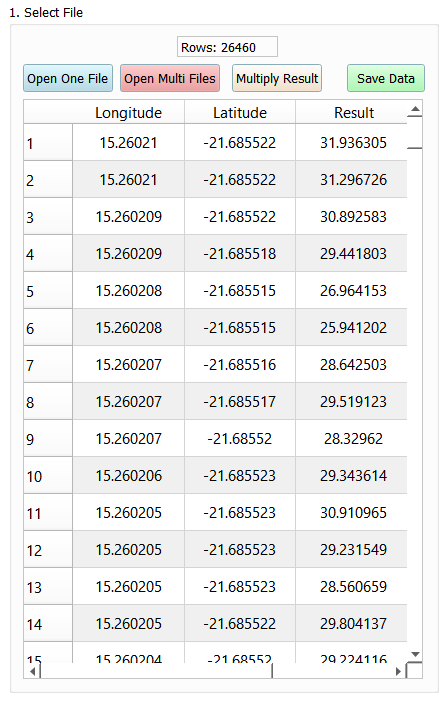 1. Select File
Rows: 26460
Open One File Open Multi Files Multiply Result Save Data
Longitude Latitude Result
1 15.26021 -21.685522 31.936305
2 15.26021 -21.685522 31.296726
3 15.260209 -21.685522 30.892583
4 15.260209 -21.685518 29.441803
5 15.260208 -21.685515 26.964153
6 15.260208 -21.685515 25.941202
7 15.260207 -21.685516 28.642503
8 15.260207 -21.685517 29.519123
9 15.260207 -21.68552 28.32962
10 15.260206 -21.685523 29.343614
11 15.260205 -21.685523 30.910965
12 15.260205 -21.685523 29.231549
13 15.260205 -21.685523 28.560659
14 15.260205 -21.685522 29.804137
15 15.260204 -21.68552 29.224116